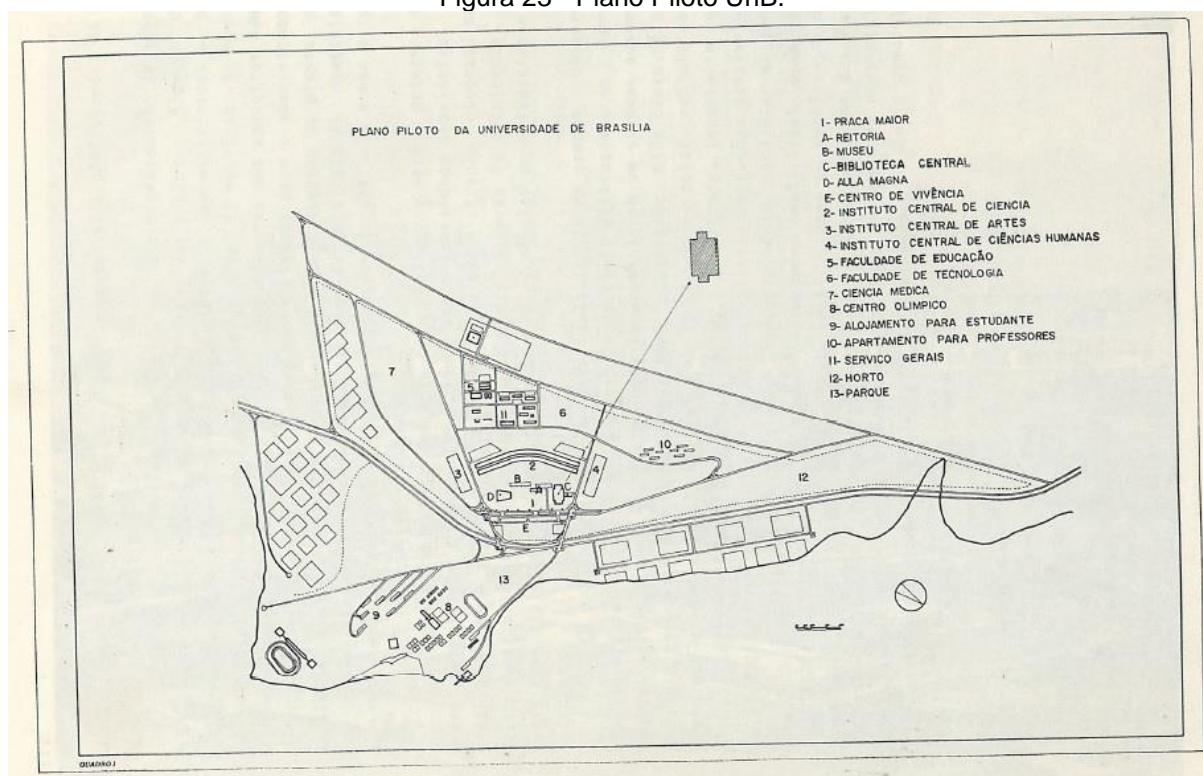 Figura 25 - Plano Piloto UnB.
PLANO PILOTO DA UNIVERSIDADE DE BRASILIA
1- PRACA MAIOR
A- REITORIA
B- MUSEU
C- BIBLIOTECA CENTRAL
D- AULA MAGNA
E- CENTRO DE VIVÊNCIA
2- INSTITUTO CENTRAL DE CIENCIA
3- INSTITUTO CENTRAL DE ARTES
4- INSTITUTO CENTRAL DE CIÊNCIAS HUMANAS
5- FACULDADE DE EDUCAÇÃO
6- FACULDADE DE TECNOLOGIA
7- CIENCIA MEDICA
8- CENTRO OLIMPICO
9- ALOJAMENTO PARA ESTUDANTE
10- APARTAMENTO PARA PROFESSORES
11- SERVICO GERAIS
12- HORTO
13- PARQUE
7
5
11
6
10
3
2
4
B
A
C
D
1
E
12
13
9
8
QUADRO 1